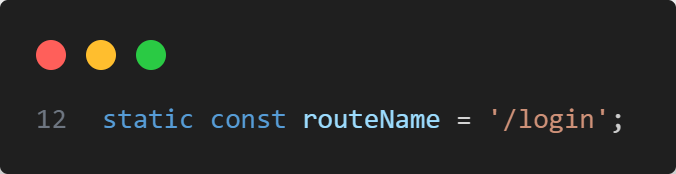 12 static const routeName = '/login';